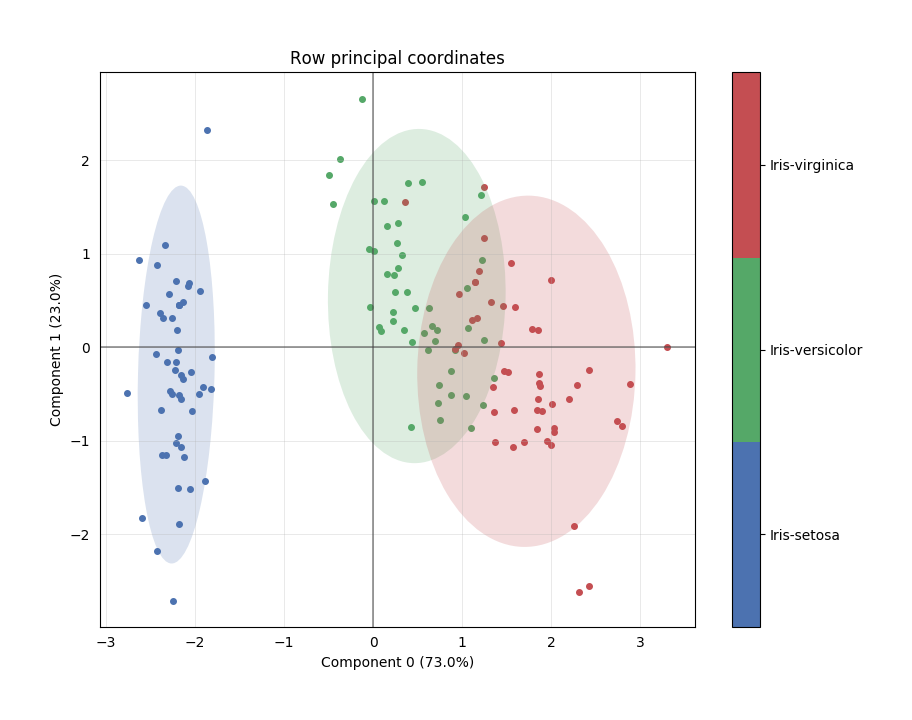 Row principal coordinates
2
1
0
−1
−2
−3
−2
−1
0
1
2
3
Component 0 (73.0%)
Component 1 (23.0%)
Iris-virginica
Iris-versicolor
Iris-setosa